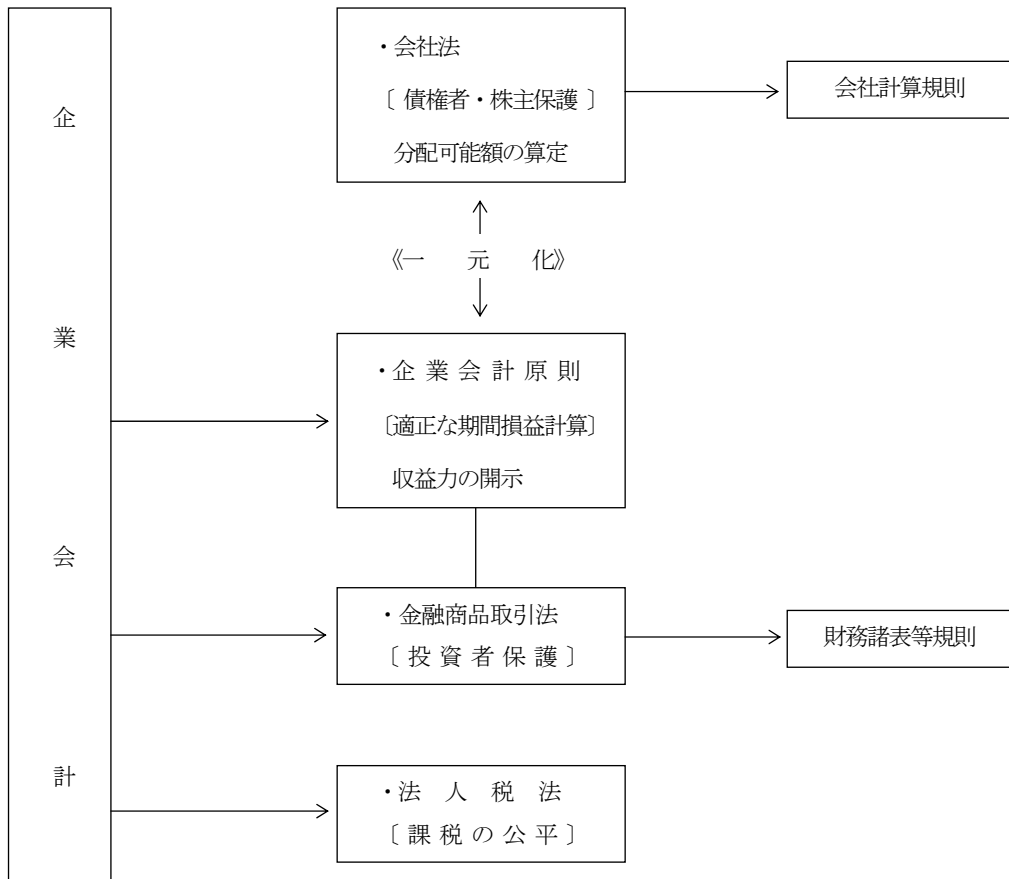 企業会計
・会社法
〔債権者・株主保護〕
分配可能額の算定
会社計算規則
《一元化》
・企業会計原則
〔適正な期間損益計算〕
収益力の開示
・金融商品取引法
〔投資者保護〕
財務諸表等規則
・法人税法
〔課税の公平〕